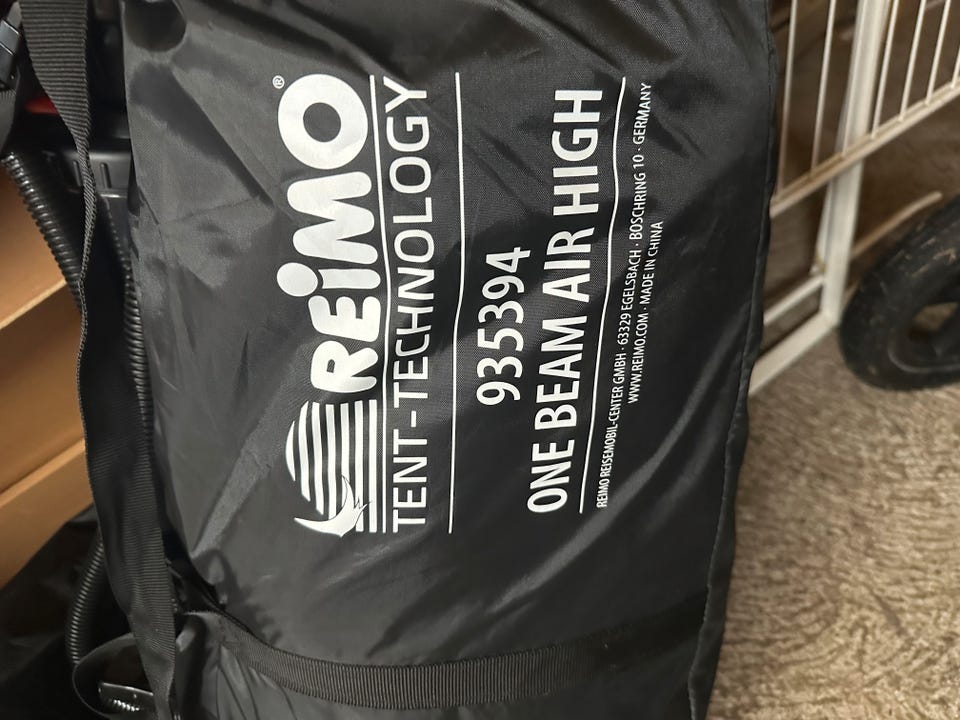 REIMO®
TENT-TECHNOLOGY
935394
ONE BEAM AIR HIGH
REIMO REISEMOBIL-CENTER GMBH · 63329 EGELSBACH · BOSCHRING 10 · GERMANY
WWW.REIMO.COM · MADE IN CHINA